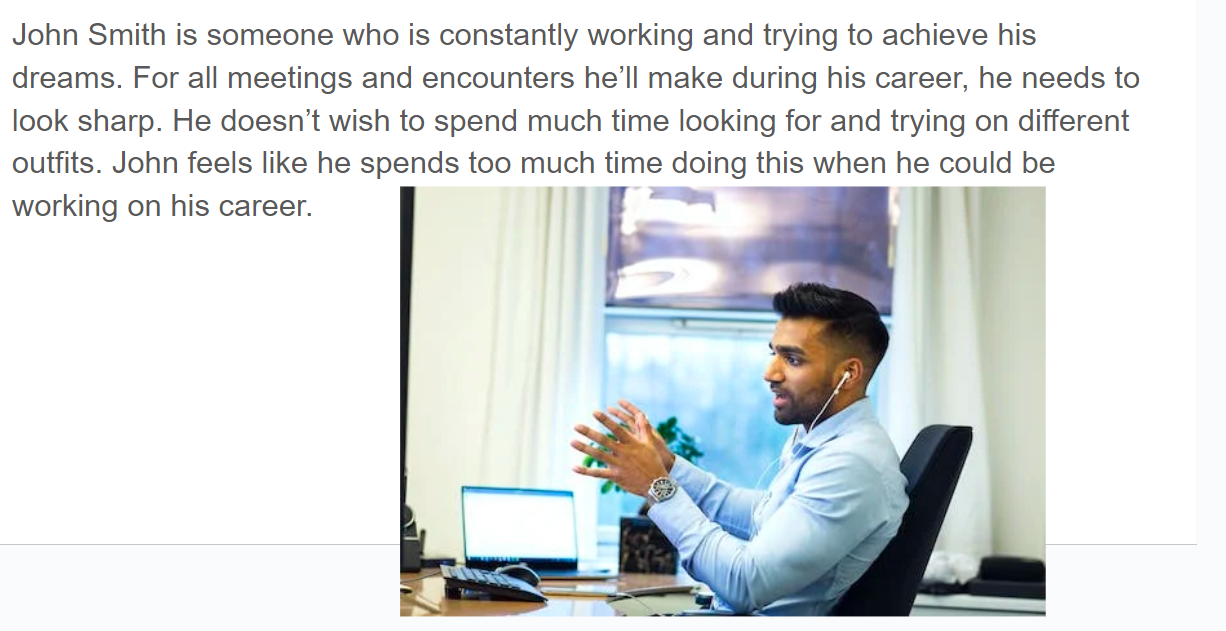 John Smith is someone who is constantly working and trying to achieve his
dreams. For all meetings and encounters he’ll make during his career, he needs to
look sharp. He doesn’t wish to spend much time looking for and trying on different
outfits. John feels like he spends too much time doing this when he could be
working on his career.